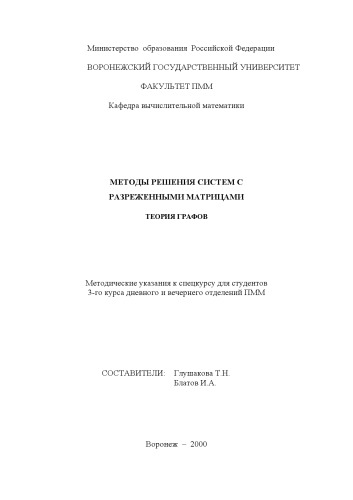 Министерство образования Российской Федерации
ВОРОНЕЖСКИЙ ГОСУДАРСТВЕННЫЙ УНИВЕРСИТЕТ
ФАКУЛЬТЕТ ПММ
Кафедра вычислительной математики
МЕТОДЫ РЕШЕНИЯ СИСТЕМ С
РАЗРЕЖЕННЫМИ МАТРИЦАМИ
ТЕОРИЯ ГРАФОВ
Методические указания к спецкурсу для студентов
3-го курса дневного и вечернего отделений ПММ
СОСТАВИТЕЛИ: Глушакова Т.Н.
Блатов И.А.
Воронеж – 2000